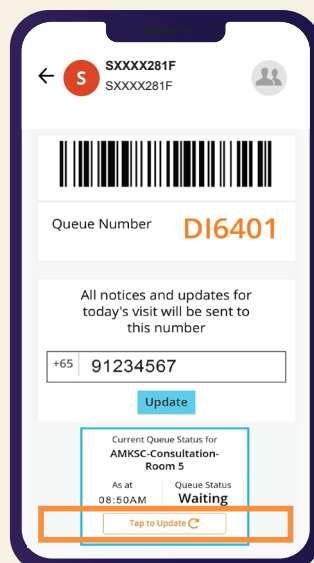 S
SXXXX281F
SXXXX281F
Queue Number DI6401
All notices and updates for
today's visit will be sent to
this number
+65 91234567
Update
Current Queue Status for
AMKSC-Consultation-
Room 5
As at Queue Status
08:50AM Waiting
Tap to Update